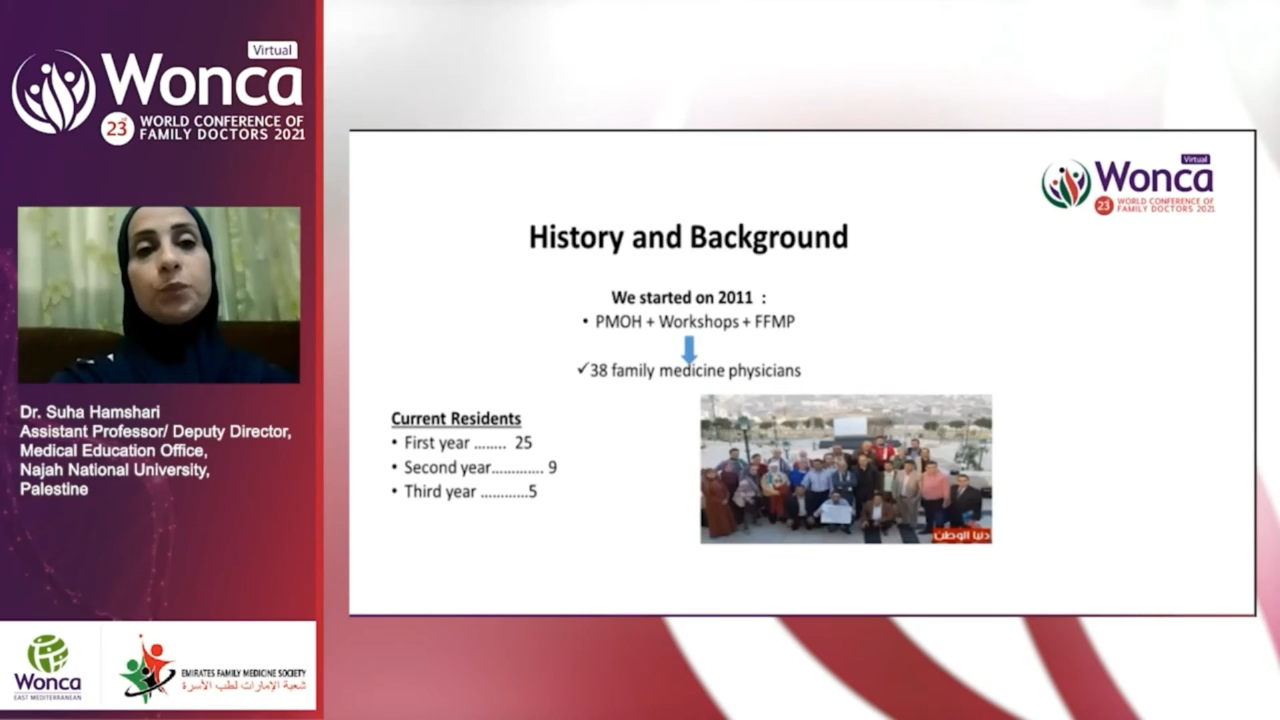 Virtual
Wonca
23rd WORLD CONFERENCE OF
FAMILY DOCTORS 2021
Dr. Suha Hamshari
Assistant Professor/ Deputy Director,
Medical Education Office,
Najah National University,
Palestine
Wonca
EAST MEDITERRANEAN
EMIRATES FAMILY MEDICINE SOCIETY
شعبة الإمارات لطب الأسرة
Virtual
Wonca
23 WORLD CONFERENCE OF
FAMILY DOCTORS 2021
History and Background
We started on 2011 :
• PMOH + Workshops + FFMP
✓38 family medicine physicians
Current Residents
• First year ........ 25
• Second year............. 9
• Third year ............5
دنيا الوطن